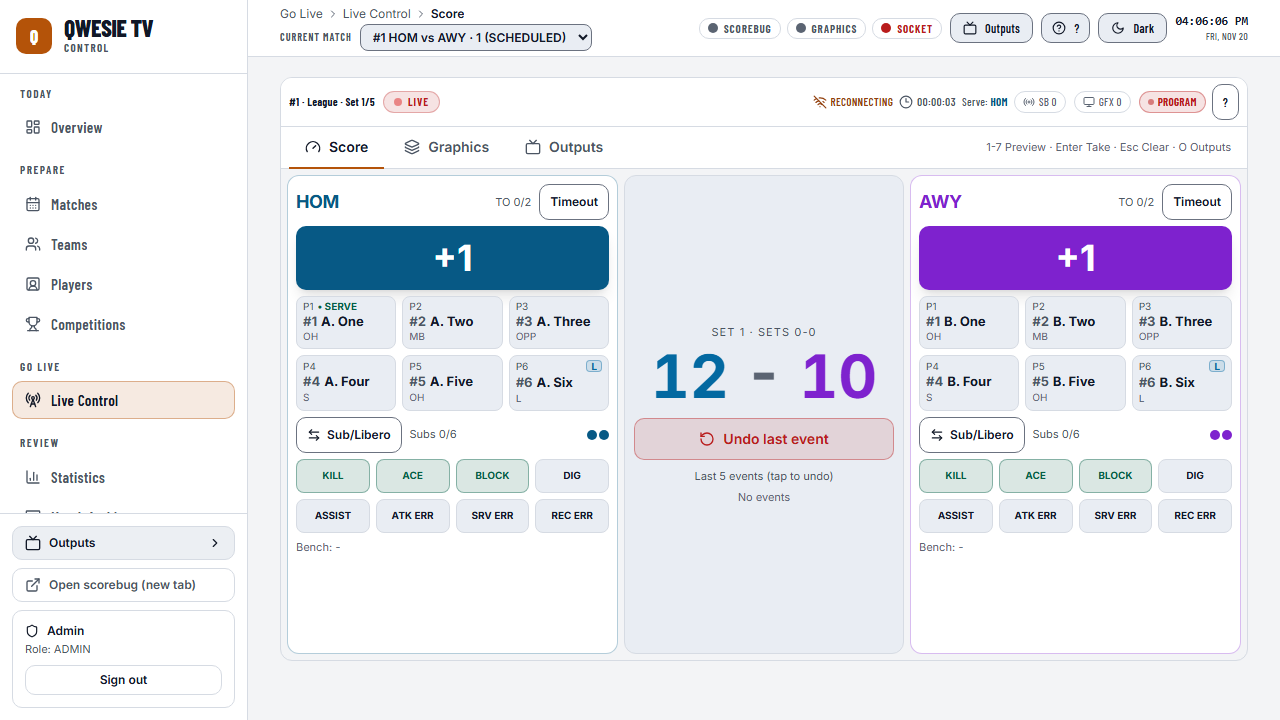 QWESIE TV
CONTROL
TODAY
Overview
PREPARE
Matches
Teams
Players
Competitions
GO LIVE
Live Control
REVIEW
Statistics
Outputs
Open scorebug (new tab)
Admin
Role: ADMIN
Sign out
Go Live > Live Control > Score
CURRENT MATCH
#1 HOM vs AWY · 1 (SCHEDULED)
SCOREBUG
GRAPHICS
SOCKET
Outputs
?
Dark
04:06:06 PM
FRI, NOV 20
#1 · League · Set 1/5
LIVE
RECONNECTING
00:00:03
Serve: HOM
SB 0
GFX 0
PROGRAM
?
Score
Graphics
Outputs
1-7 Preview · Enter Take · Esc Clear · O Outputs
HOM
TO 0/2
Timeout
+1
P1 • SERVE
#1 A. One
OH
P2
#2 A. Two
MB
P3
#3 A. Three
OPP
P4
#4 A. Four
S
P5
#5 A. Five
OH
P6
L
#6 A. Six
L
Sub/Libero
Subs 0/6
KILL
ACE
BLOCK
DIG
ASSIST
ATK ERR
SRV ERR
REC ERR
Bench: -
SET 1 · SETS 0-0
12 - 10
Undo last event
Last 5 events (tap to undo)
No events
AWY
TO 0/2
Timeout
+1
P1
#1 B. One
OH
P2
#2 B. Two
MB
P3
#3 B. Three
OPP
P4
#4 B. Four
S
P5
#5 B. Five
OH
P6
L
#6 B. Six
L
Sub/Libero
Subs 0/6
KILL
ACE
BLOCK
DIG
ASSIST
ATK ERR
SRV ERR
REC ERR
Bench: -